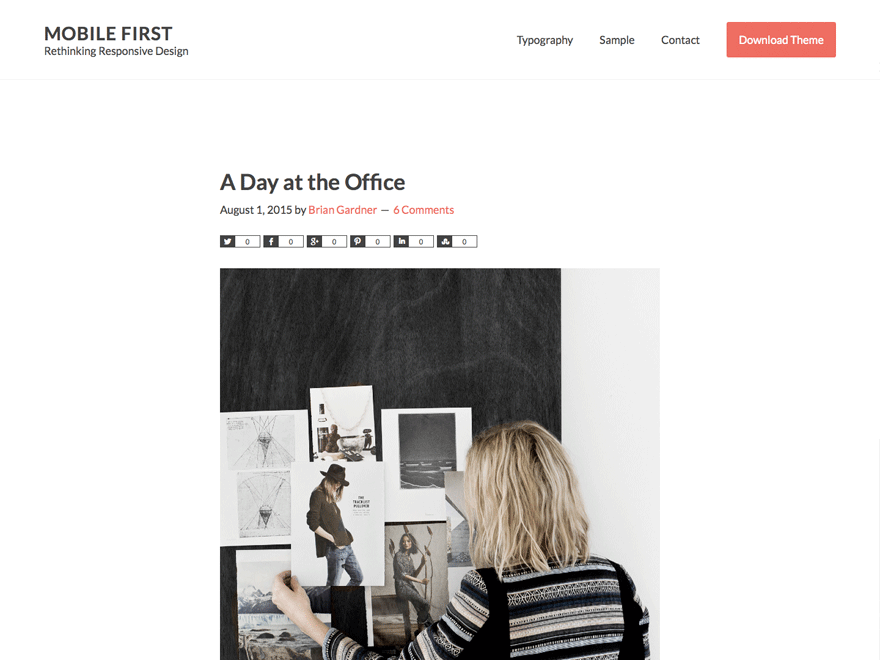 MOBILE FIRST
Rethinking Responsive Design
Typography Sample Contact Download Theme
A Day at the Office
August 1, 2015 by Brian Gardner — 6 Comments
0 0 0 0 0 0
THE